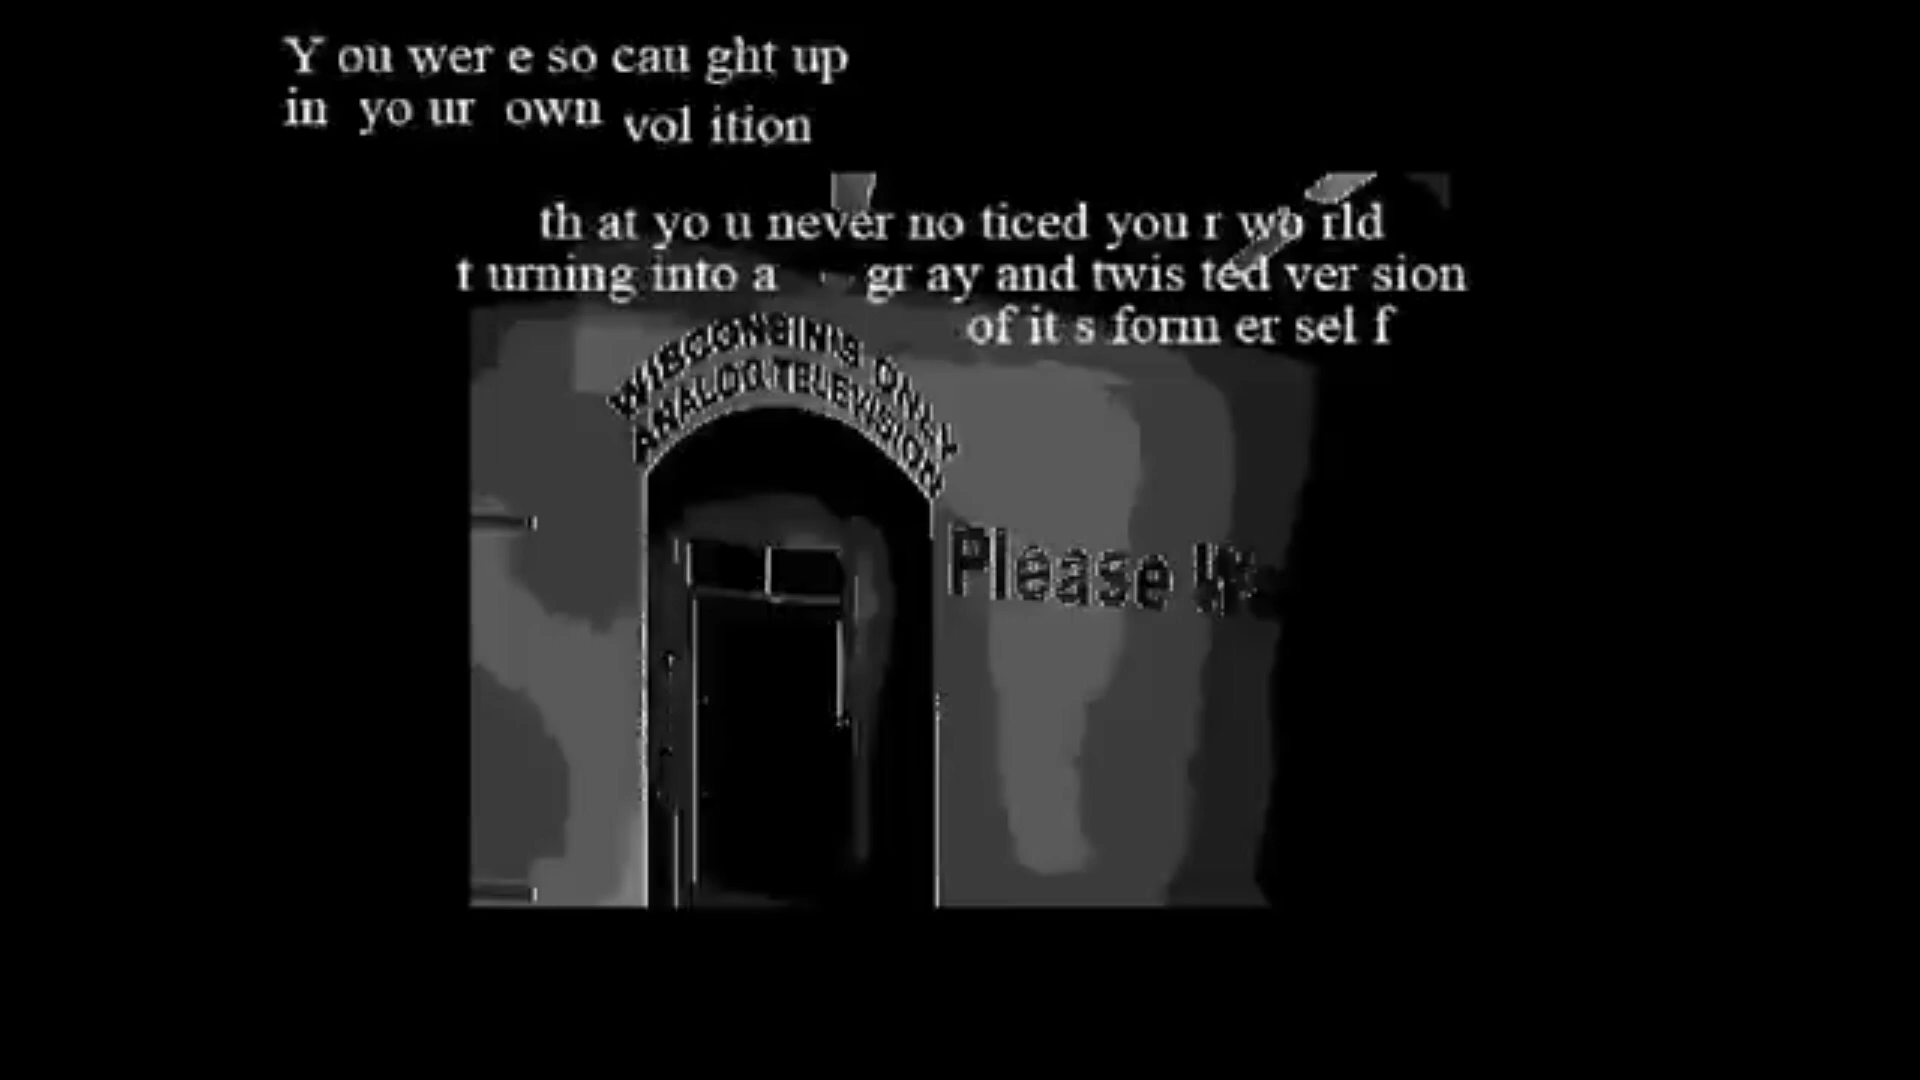 Y ou wer e so cau ght up
in yo ur own vol ition
th at yo u never no ticed you r wo rld
t urning into a gr ay and twis ted ver sion
of it s form er sel f
WISCONSIN'S ONLY
ANALOG TELEVISION
Please